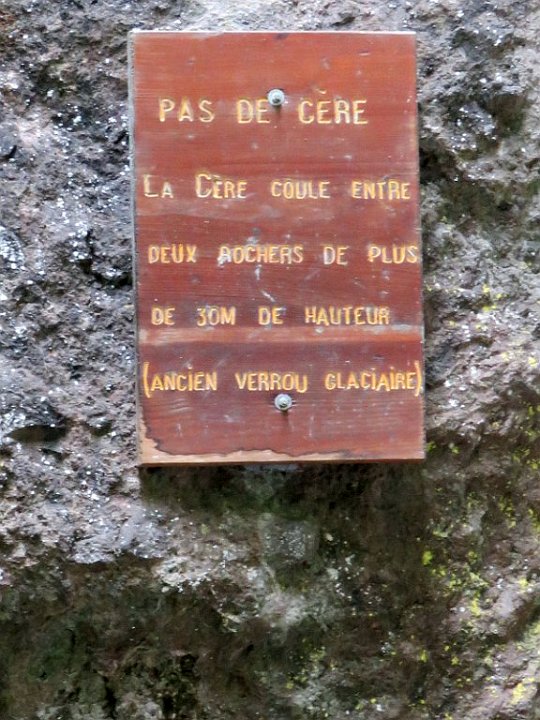 PAS DE CÈRE
LA CÈRE COULE ENTRE
DEUX ROCHERS DE PLUS
DE 30M DE HAUTEUR
(ANCIEN VERROU GLACIAIRE)